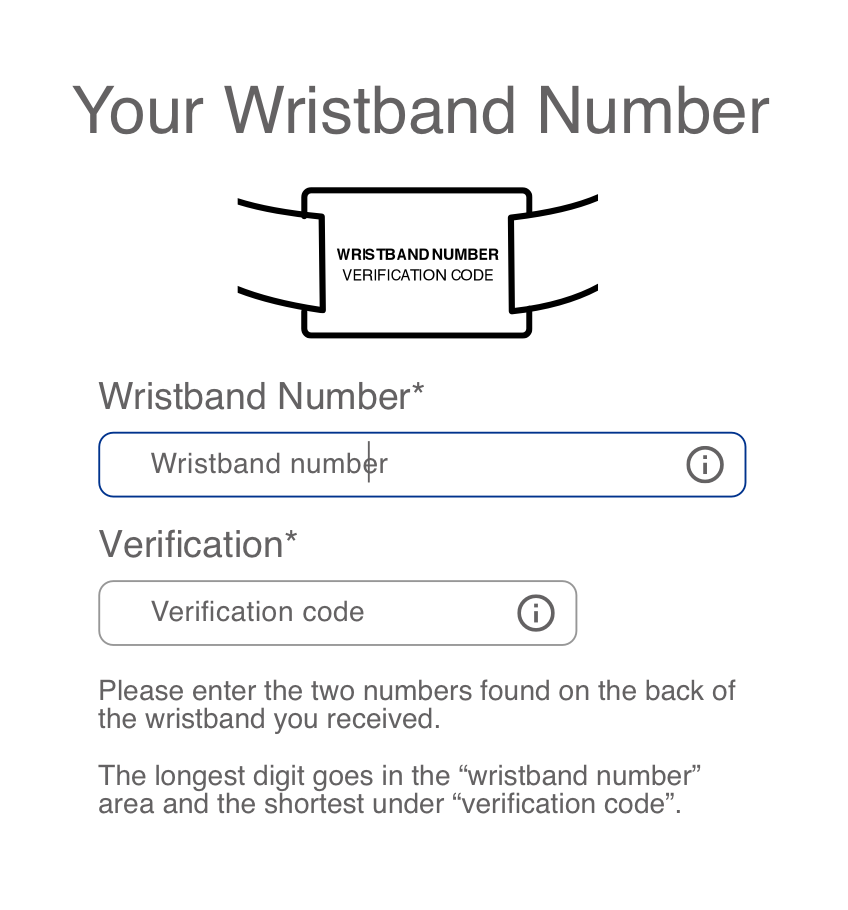 Your Wristband Number
WRISTBAND NUMBER
VERIFICATION CODE
Wristband Number*
Wristband number
Verification*
Verification code
Please enter the two numbers found on the back of
the wristband you received.
The longest digit goes in the “wristband number”
area and the shortest under “verification code”.